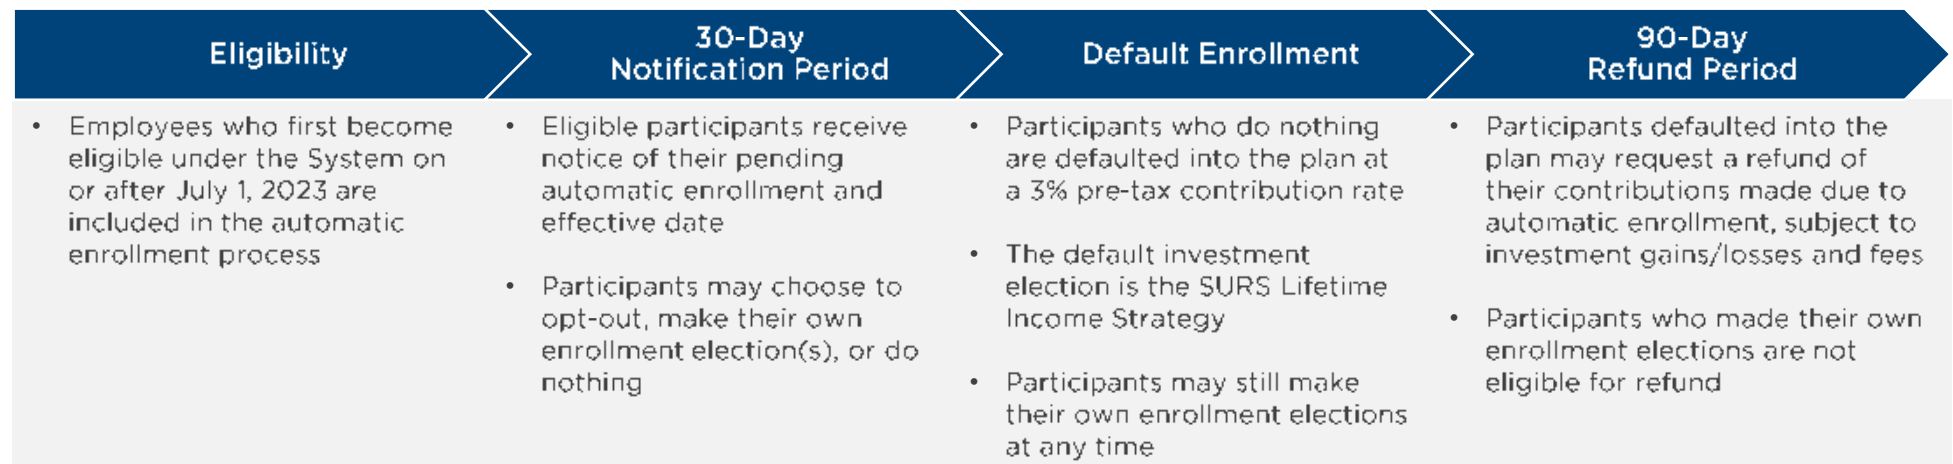 Eligibility
• Employees who first become
eligible under the System on
or after July 1, 2023 are
included in the automatic
enrollment process
30-Day
Notification Period
• Eligible participants receive
notice of their pending
automatic enrollment and
effective date
• Participants may choose to
opt-out, make their own
enrollment election(s), or do
nothing
Default Enrollment
• Participants who do nothing
are defaulted into the plan at
a 3% pre-tax contribution rate
• The default investment
election is the SURS Lifetime
Income Strategy
• Participants may still make
their own enrollment elections
at any time
90-Day
Refund Period
• Participants defaulted into the
plan may request a refund of
their contributions made due to
automatic enrollment, subject to
investment gains/losses and fees
• Participants who made their own
enrollment elections are not
eligible for refund